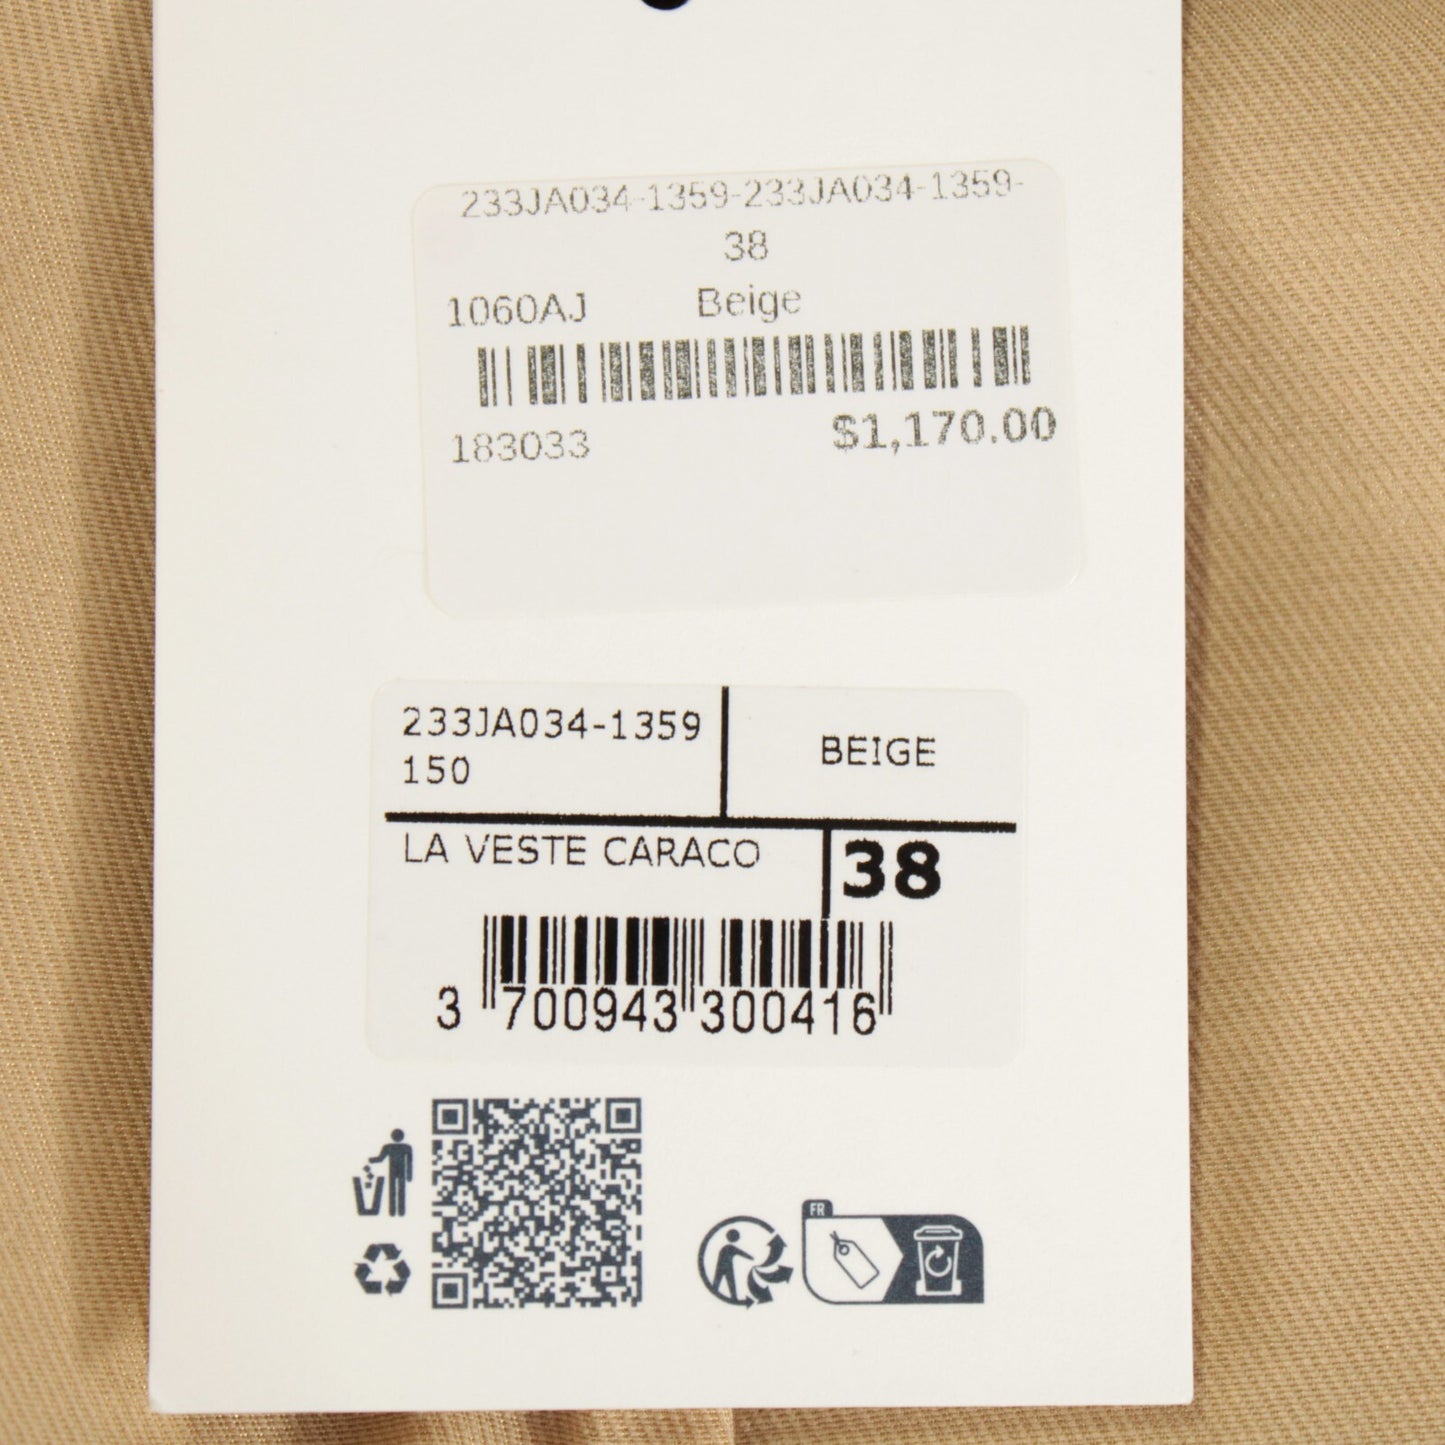 233JA034-1359-233JA034-1359-
38
1060AJ Beige
183033 $1,170.00
233JA034-1359
150
BEIGE
LA VESTE CARACO
38
3 700943 300416
FR